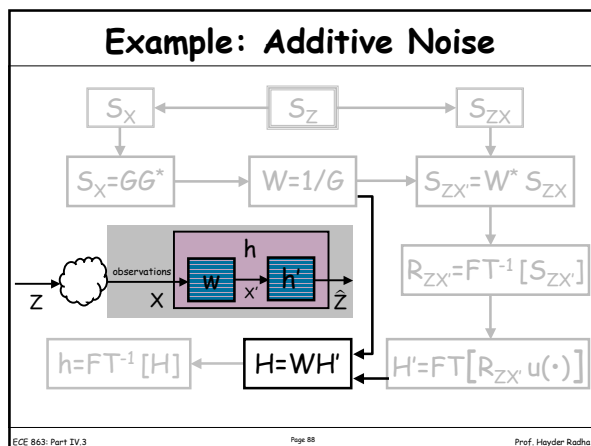 Example: Additive Noise
S_X S_Z S_ZX
S_X=GG* W=1/G S_ZX'=W* S_ZX
h
observations
w h'
Z X x' Ẑ
R_ZX'=FT⁻¹ [S_ZX']
h=FT⁻¹ [H] H=WH' H'=FT[R_ZX' u(·)]
ECE 863: Part IV.3 Page 88 Prof. Hayder Radha